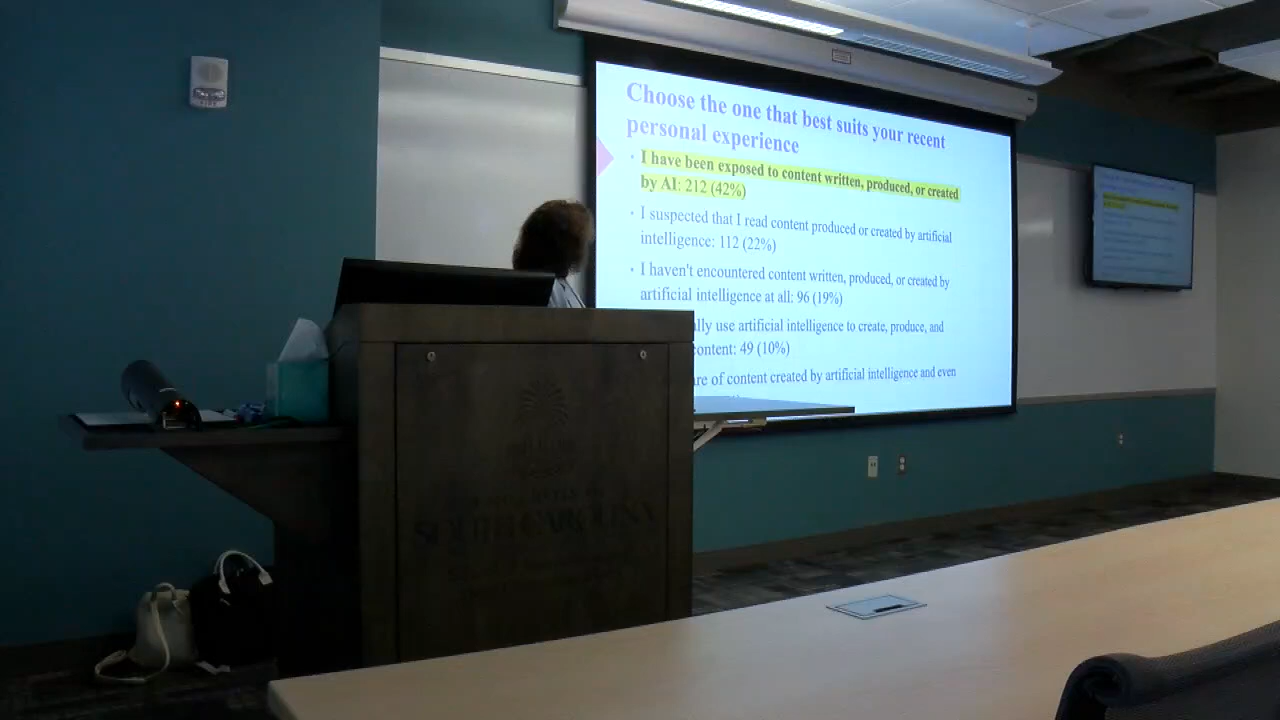 Choose the one that best suits your recent
personal experience
• I have been exposed to content written, produced, or created
by AI: 212 (42%)
• I suspected that I read content produced or created by artificial
intelligence: 112 (22%)
• I haven't encountered content written, produced, or created by
artificial intelligence at all: 96 (19%)
use artificial intelligence to create, produce, and
content: 49 (10%)
of content created by artificial intelligence and even
SOUTH CAROLINA